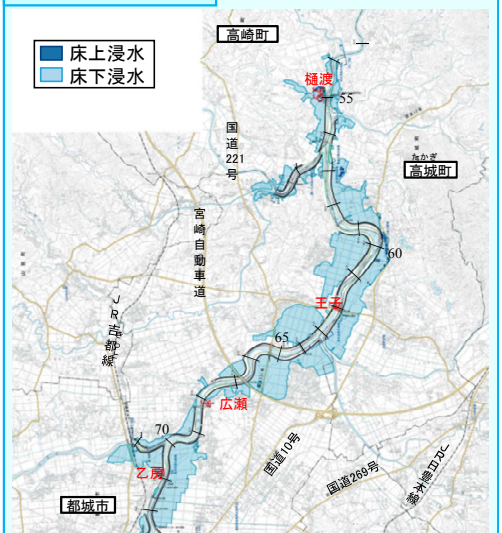 高崎町
床上浸水
床下浸水
樋渡
55
国道221号
たかぎ
高城町
宮崎自動車道
60
王子
JR吉都線
65
広瀬
70
国道10号
乙房
国道269号
JR日豊本線
都城市